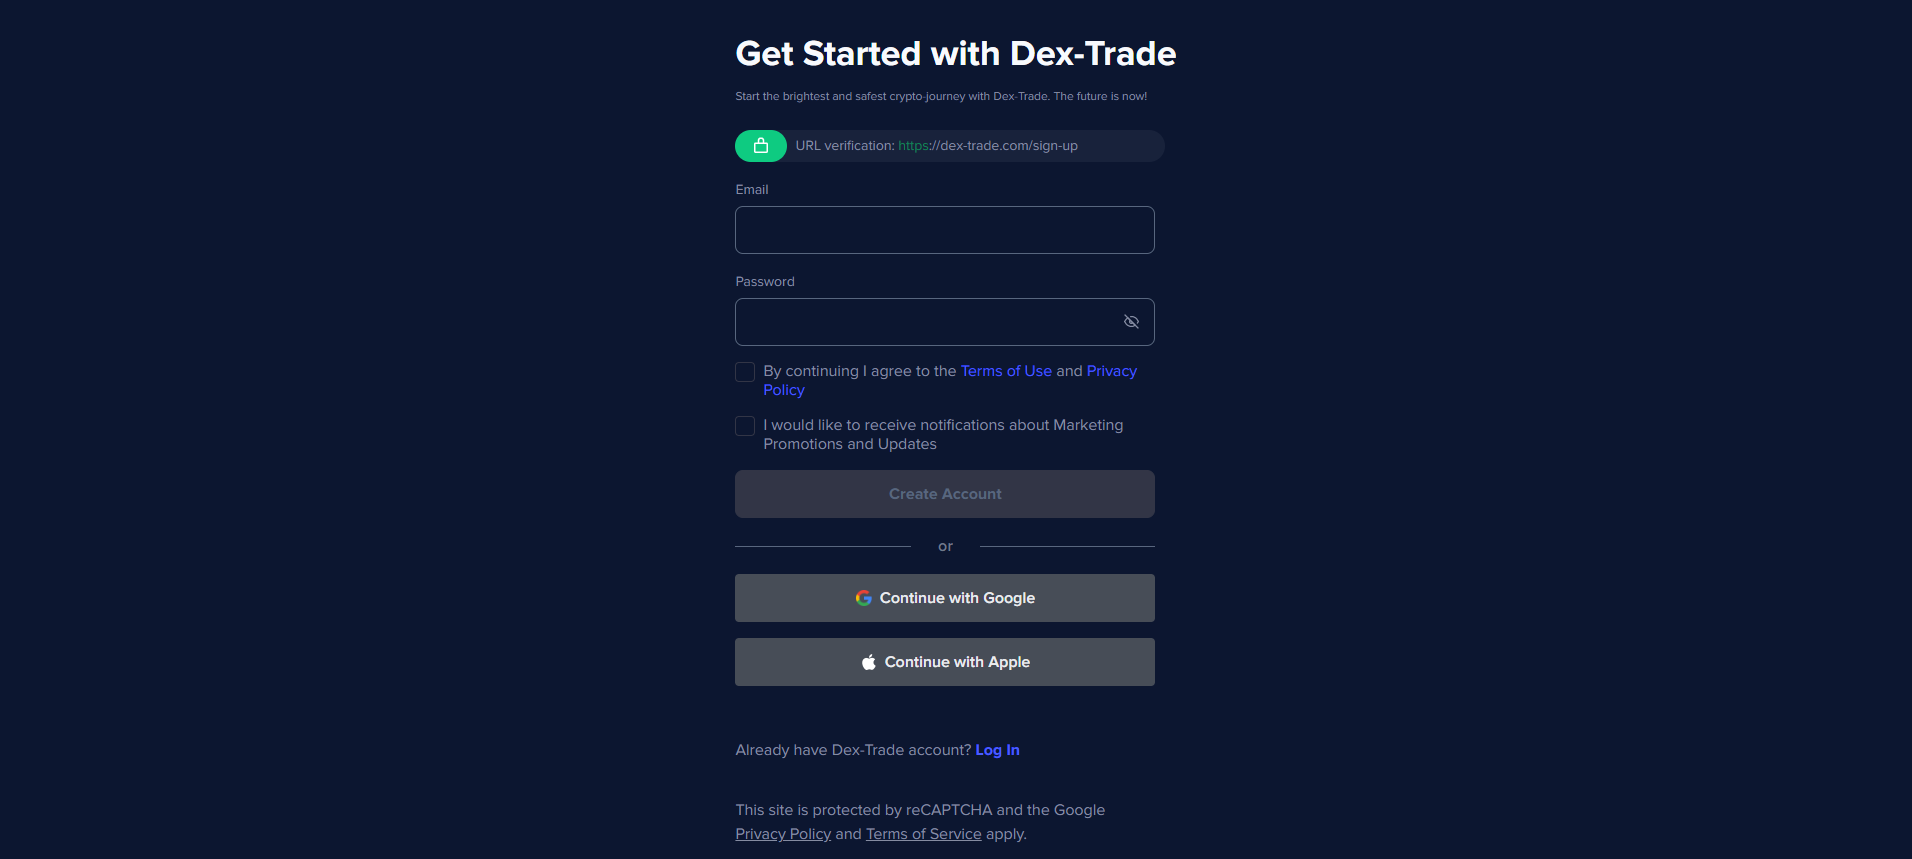 Get Started with Dex-Trade
Start the brightest and safest crypto-journey with Dex-Trade. The future is now!
URL verification: https://dex-trade.com/sign-up
Email
Password
By continuing I agree to the Terms of Use and Privacy
Policy
I would like to receive notifications about Marketing
Promotions and Updates
Create Account
or
Continue with Google
Continue with Apple
Already have Dex-Trade account? Log In
This site is protected by reCAPTCHA and the Google
Privacy Policy and Terms of Service apply.